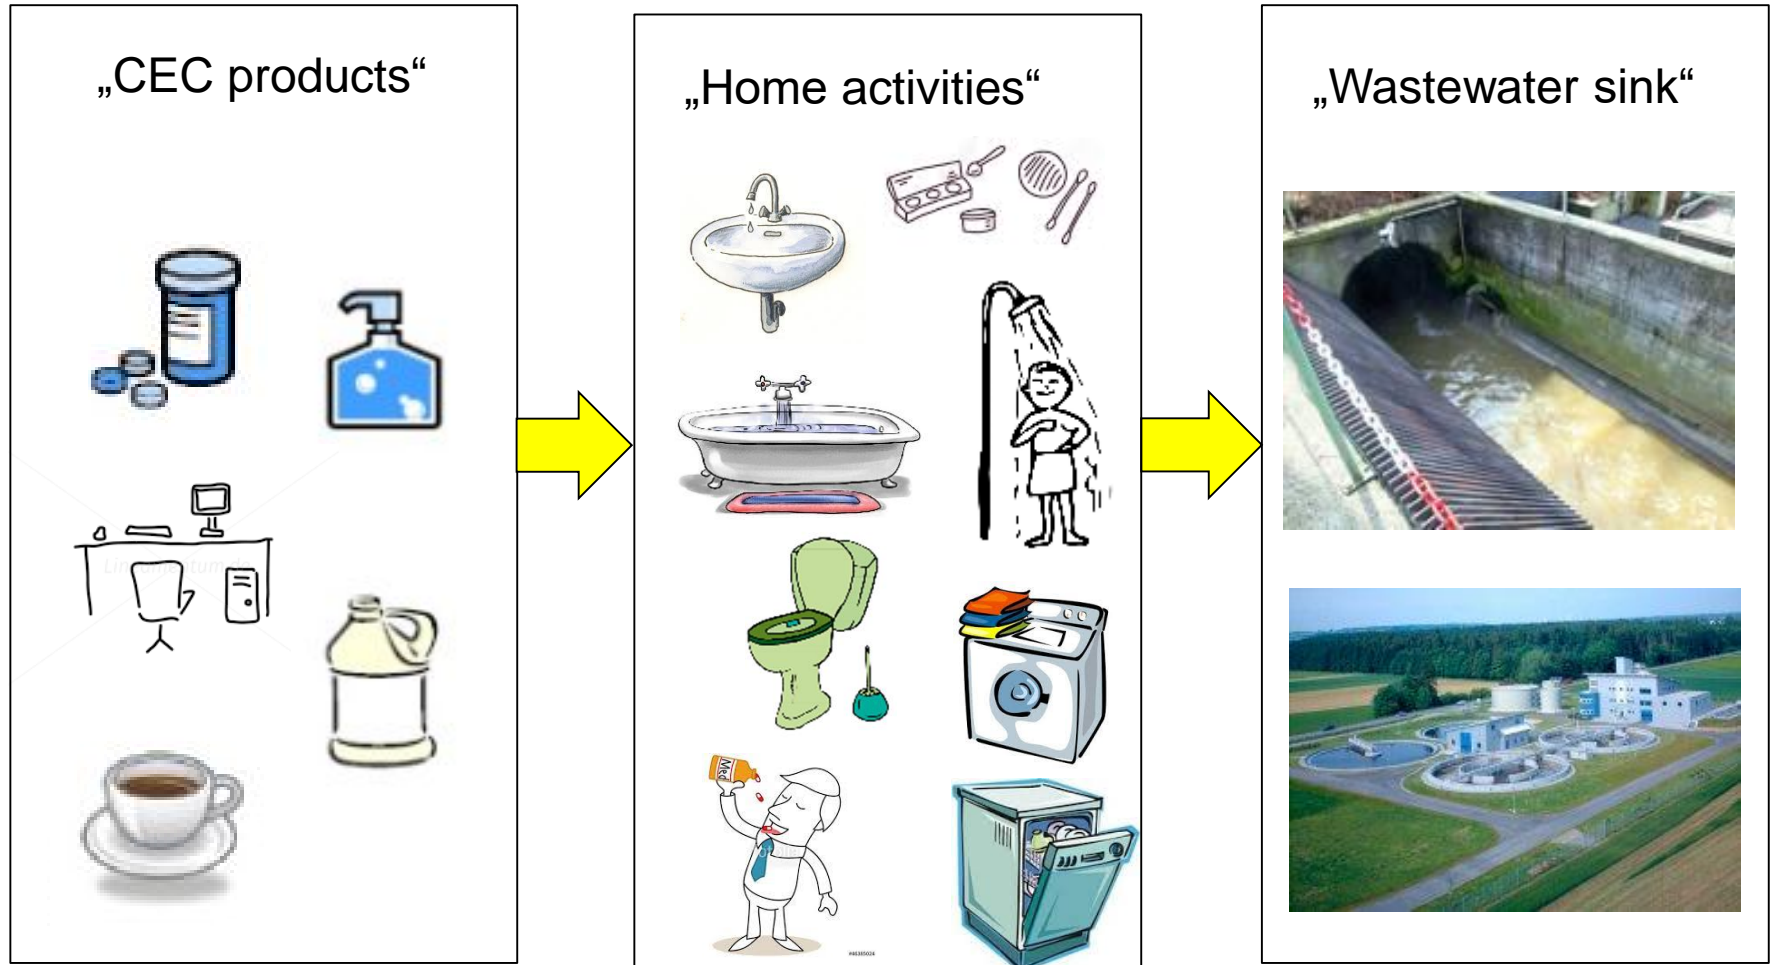 „CEC products“
„Home activities“
„Wastewater sink“
Med